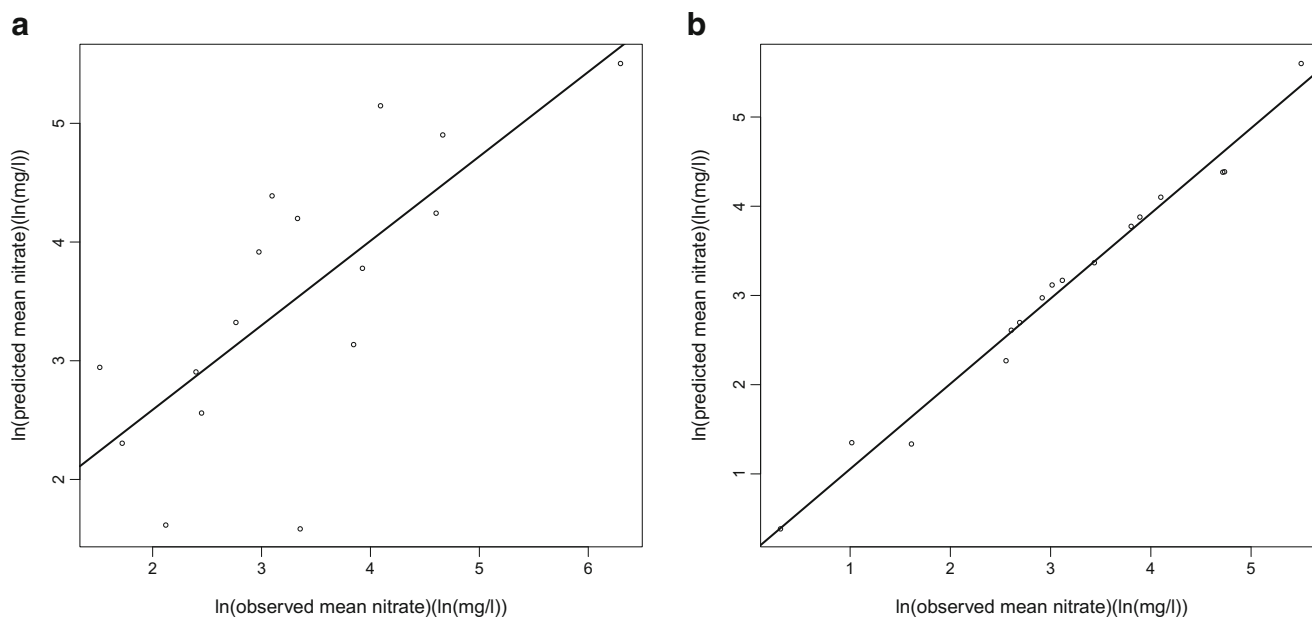 a
5
4
3
2
ln(predicted mean nitrate)(ln(mg/l))
2 3 4 5 6
ln(observed mean nitrate)(ln(mg/l))
b
5
4
3
2
1
ln(predicted mean nitrate)(ln(mg/l))
1 2 3 4 5
ln(observed mean nitrate)(ln(mg/l))